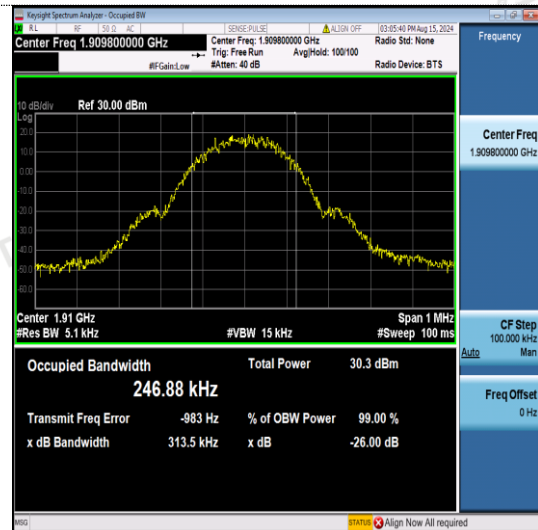 Keysight Spectrum Analyzer - Occupied BW
RL RF 50 Ω AC SENSE:PULSE ALIGN OFF 03:05:40 PM Aug 15, 2024
Center Freq 1.909800000 GHz Center Freq: 1.909800000 GHz Radio Std: None Frequency
Trig: Free Run Avg|Hold: 100/100
#IFGain:Low #Atten: 40 dB Radio Device: BTS
10 dB/div Ref 30.00 dBm
Log
20.0
10.0
0.00
-10.0
-20.0
-30.0
-40.0
-50.0
-60.0
Center Freq
1.909800000 GHz
Center 1.91 GHz Span 1 MHz
#Res BW 5.1 kHz #VBW 15 kHz #Sweep 100 ms
CF Step
100.000 kHz
Auto Man
Occupied Bandwidth Total Power 30.3 dBm
246.88 kHz
Transmit Freq Error -983 Hz % of OBW Power 99.00 %
x dB Bandwidth 313.5 kHz x dB -26.00 dB
Freq Offset
0 Hz
MSG STATUS Align Now All required